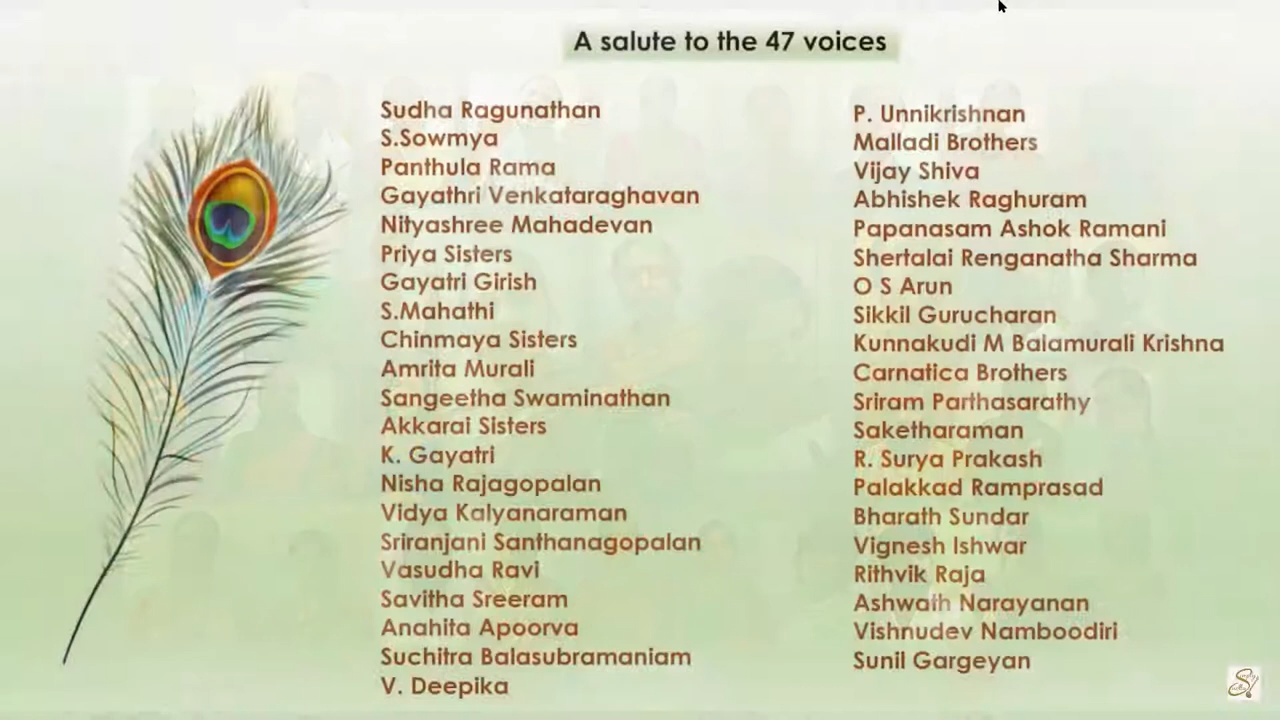 A salute to the 47 voices
Sudha Ragunathan
S.Sowmya
Panthula Rama
Gayathri Venkataraghavan
Nityashree Mahadevan
Priya Sisters
Gayatri Girish
S.Mahathi
Chinmaya Sisters
Amrita Murali
Sangeetha Swaminathan
Akkarai Sisters
K. Gayatri
Nisha Rajagopalan
Vidya Kalyanaraman
Sriranjani Santhanagopalan
Vasudha Ravi
Savitha Sreeram
Anahita Apoorva
Suchitra Balasubramaniam
V. Deepika
P. Unnikrishnan
Malladi Brothers
Vijay Shiva
Abhishek Raghuram
Papanasam Ashok Ramani
Shertalai Renganatha Sharma
O S Arun
Sikkil Gurucharan
Kunnakudi M Balamurali Krishna
Carnatica Brothers
Sriram Parthasarathy
Saketharaman
R. Surya Prakash
Palakkad Ramprasad
Bharath Sundar
Vignesh Ishwar
Rithvik Raja
Ashwath Narayanan
Vishnudev Namboodiri
Sunil Gargeyan